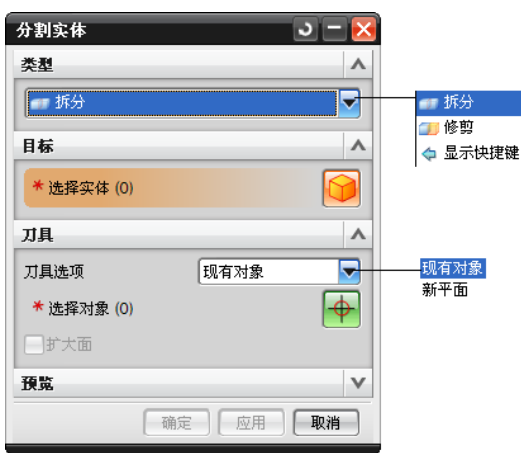 分割实体
类型
拆分
拆分
修剪
显示快捷键
目标
* 选择实体 (0)
刀具
刀具选项
现有对象
现有对象
新平面
* 选择对象 (0)
扩大面
预览
确定
应用
取消